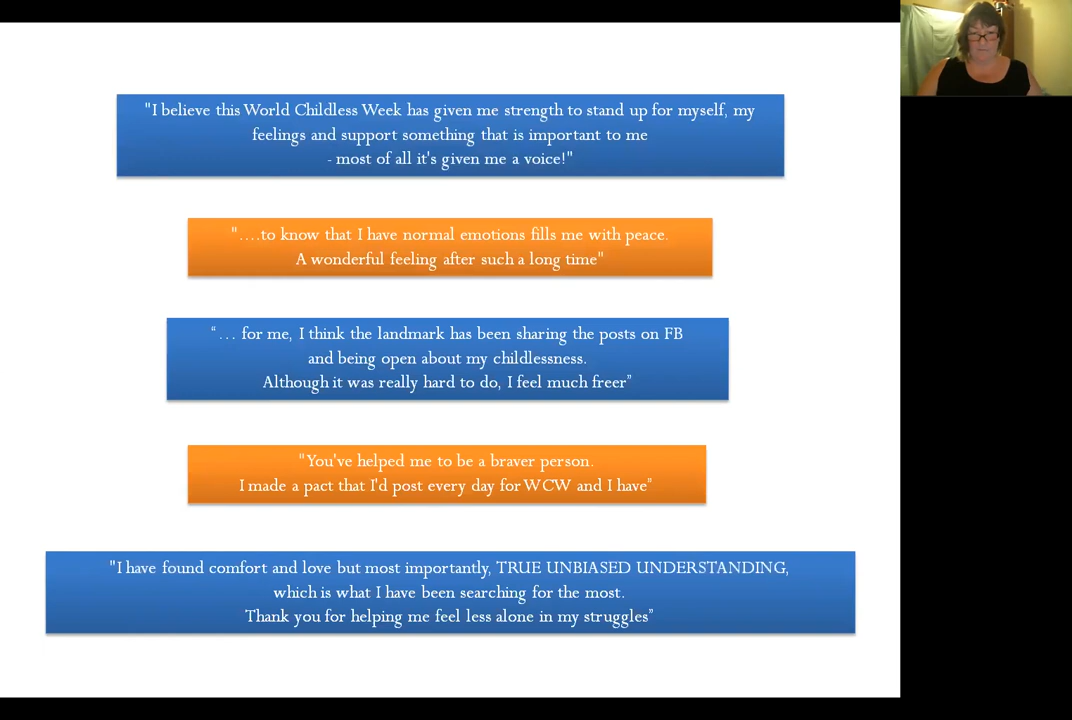 "I believe this World Childless Week has given me strength to stand up for myself, my
feelings and support something that is important to me
- most of all it's given me a voice!"
"....to know that I have normal emotions fills me with peace.
A wonderful feeling after such a long time"
“… for me, I think the landmark has been sharing the posts on FB
and being open about my childlessness.
Although it was really hard to do, I feel much freer”
"You've helped me to be a braver person.
I made a pact that I'd post every day for WCW and I have”
"I have found comfort and love but most importantly, TRUE UNBIASED UNDERSTANDING,
which is what I have been searching for the most.
Thank you for helping me feel less alone in my struggles”